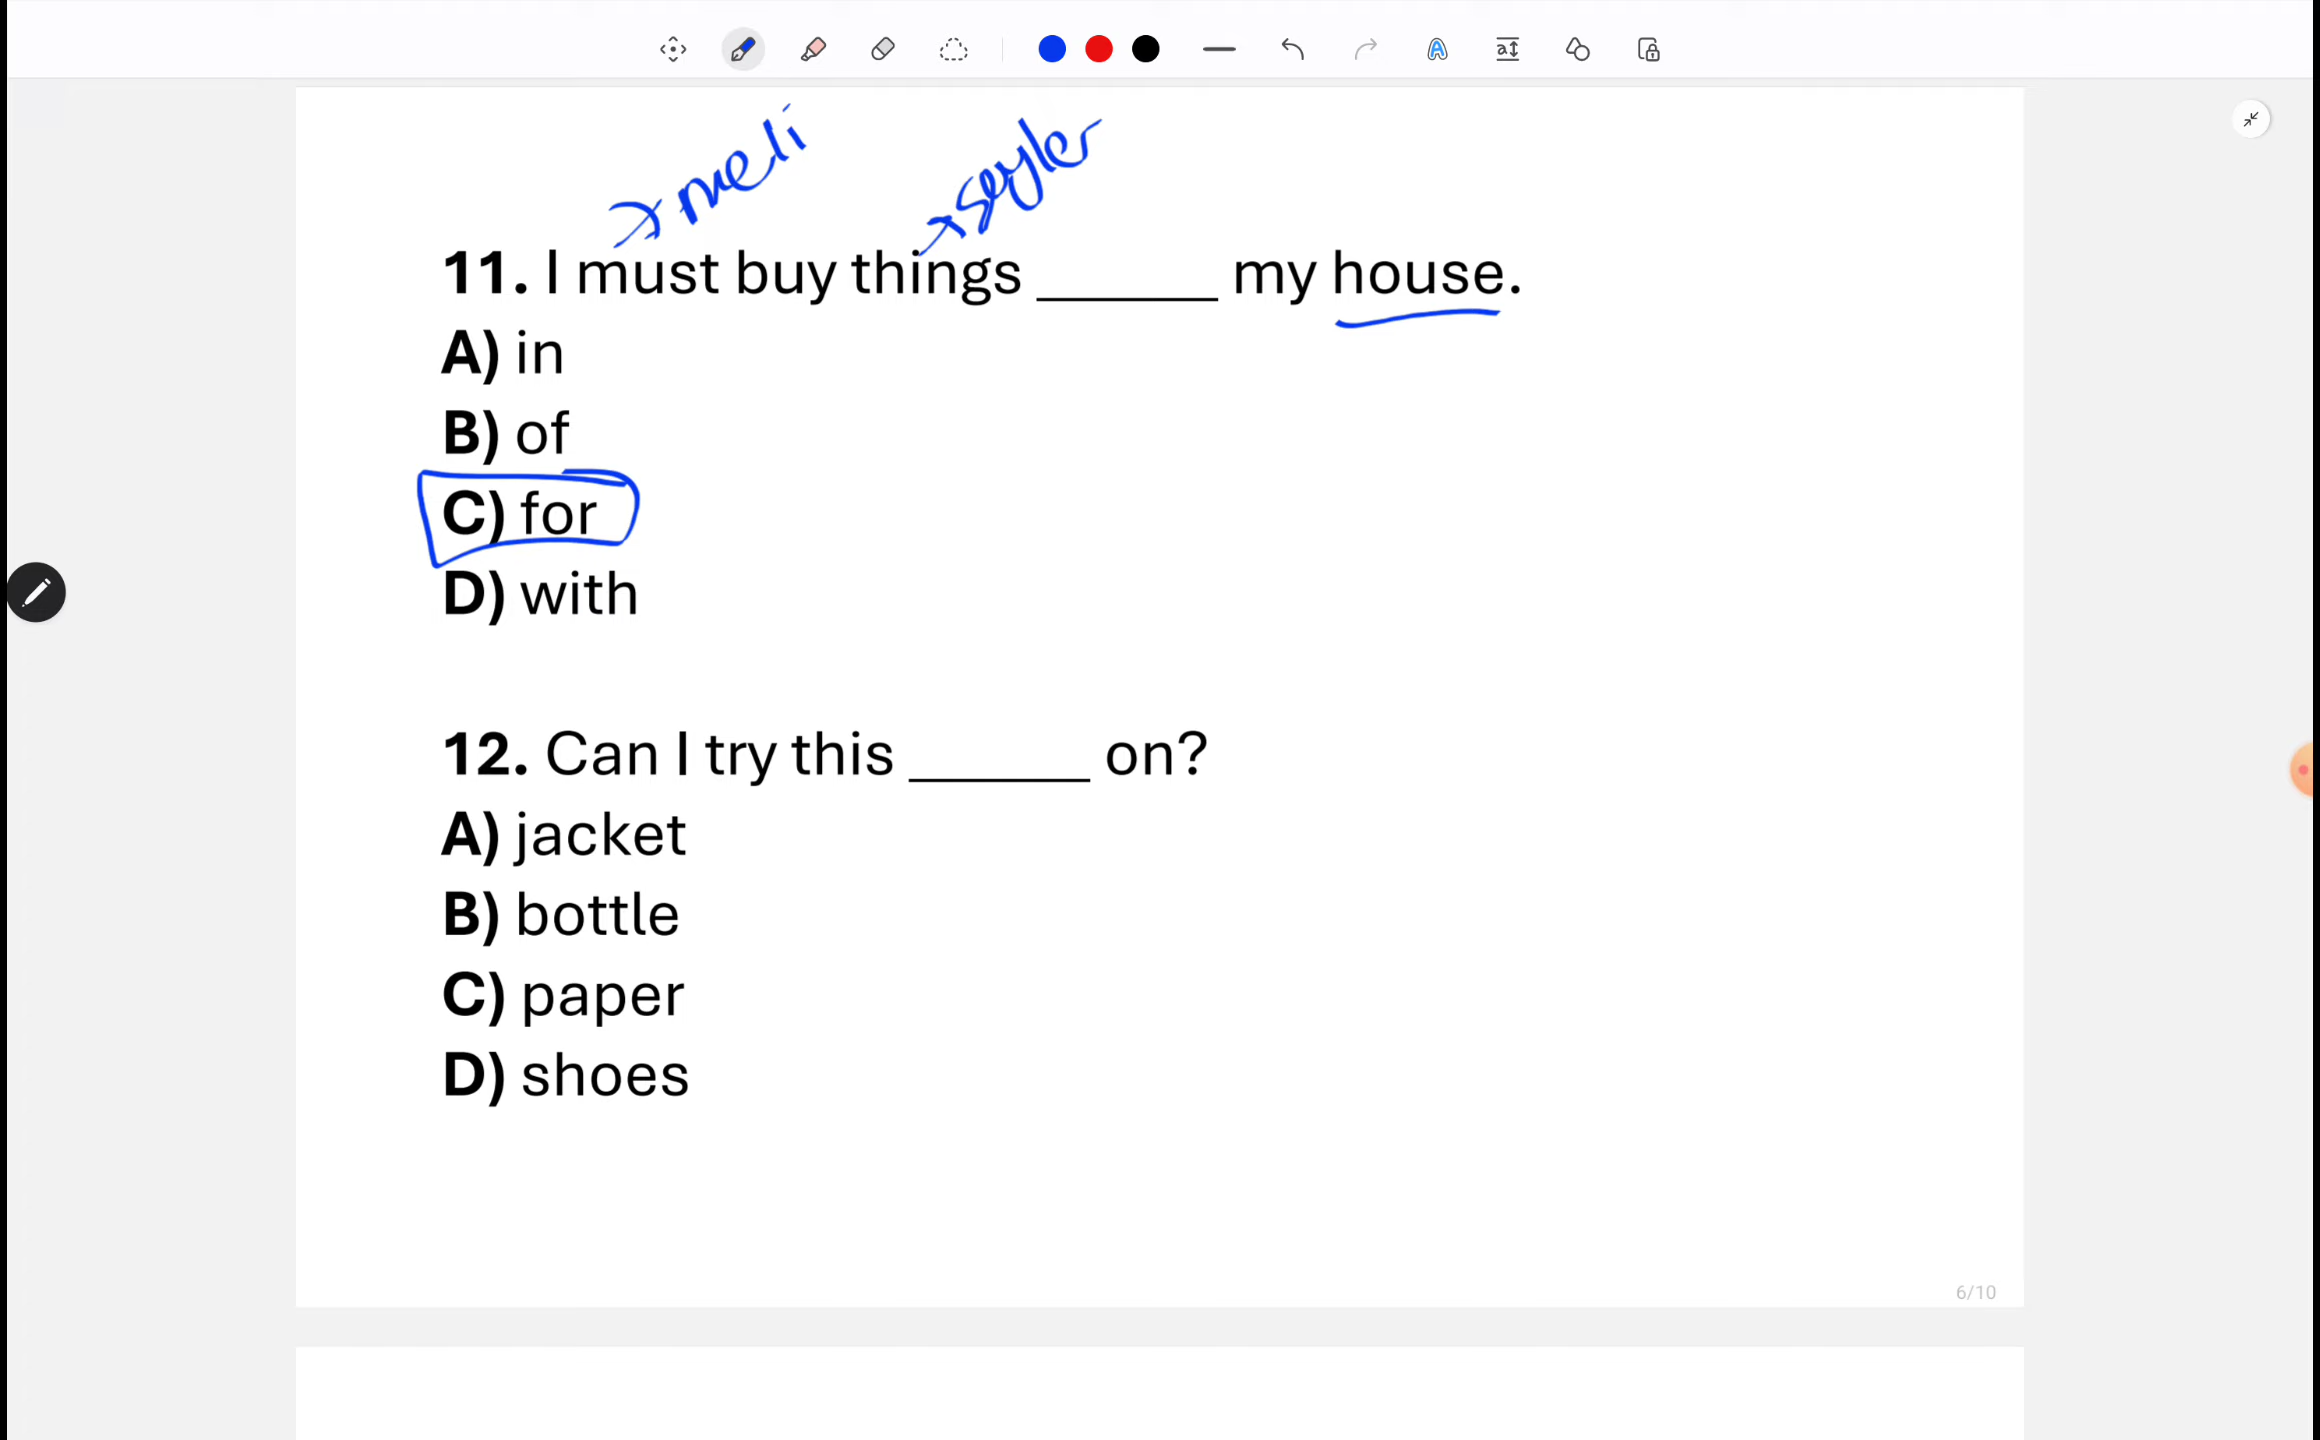 meli şeyler
11. I must buy things ______ my house.
A) in
B) of
C) for
D) with
12. Can I try this ______ on?
A) jacket
B) bottle
C) paper
D) shoes
6/10